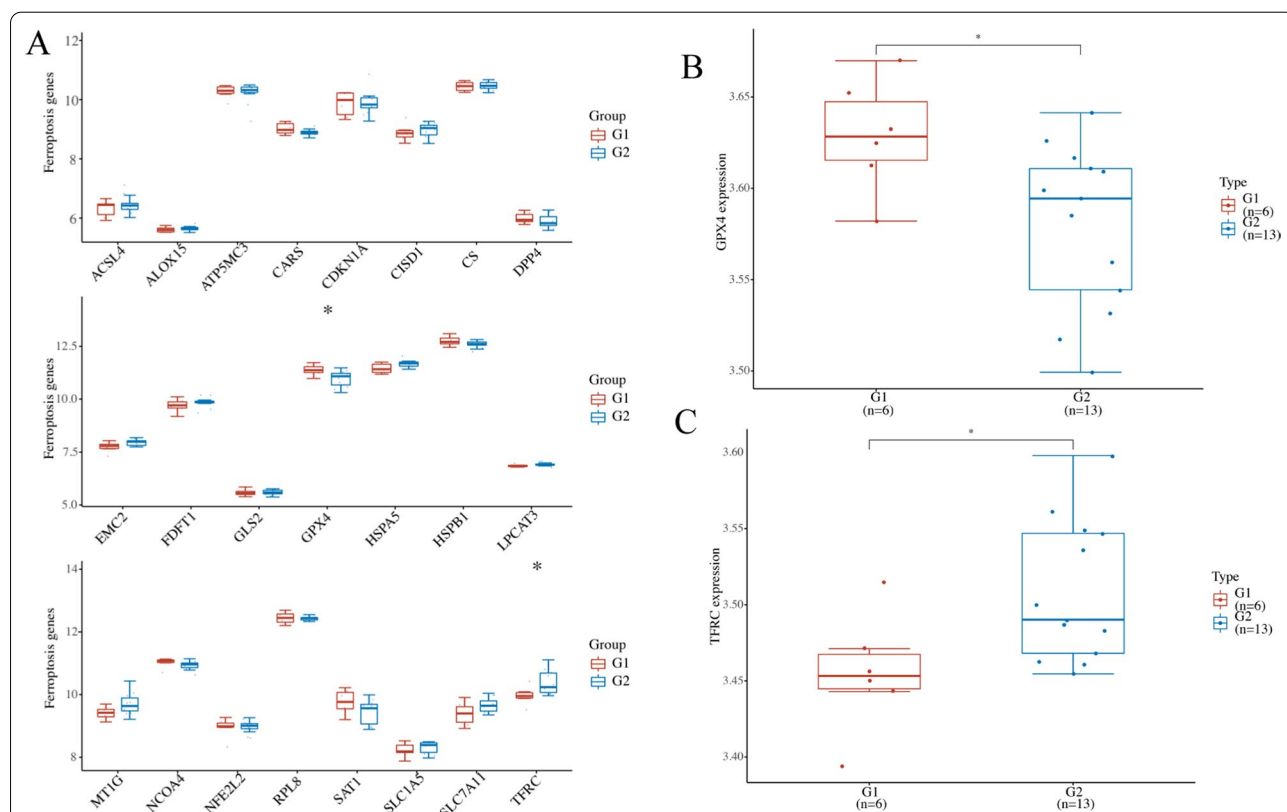 A
12
10
8
6
Ferroptosis genes
Group
G1
G2
ACSL4
ALOX15
ATP5MC3
CARS
CDKN1A
CISD1
CS
DPP4
*
12.5
10.0
7.5
5.0
Ferroptosis genes
Group
G1
G2
EMC2
FDFT1
GLS2
GPX4
HSPA5
HSPB1
LPCAT3
*
14
12
10
8
Ferroptosis genes
Group
G1
G2
MT1G
NCOA4
NFE2L2
RPL8
SAT1
SLC1A5
SLC7A11
TFRC
B
*
3.65
3.60
3.55
3.50
GPX4 expression
Type
G1
(n=6)
G2
(n=13)
G1
(n=6)
G2
(n=13)
C
*
3.60
3.55
3.50
3.45
3.40
TFRC expression
Type
G1
(n=6)
G2
(n=13)
G1
(n=6)
G2
(n=13)